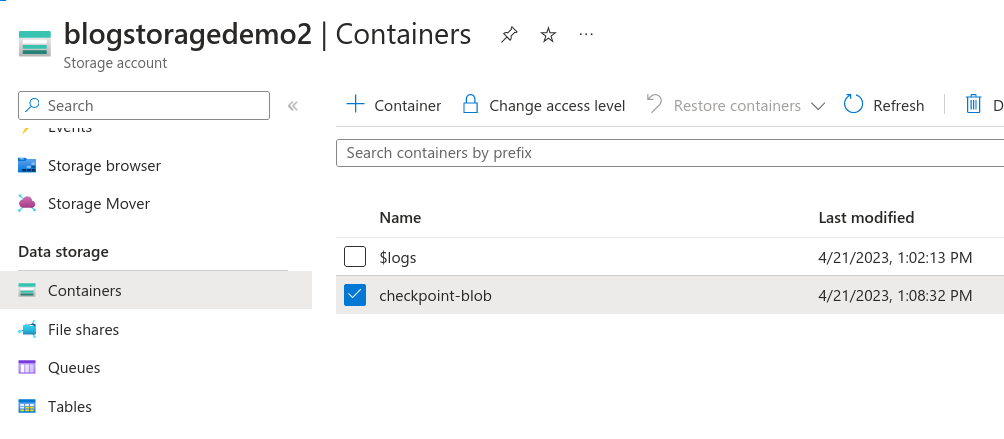 blogstoragedemo2 | Containers ...
Storage account
Search
Events
Storage browser
Storage Mover
Data storage
Containers
File shares
Queues
Tables
Container Change access level Restore containers Refresh D
Search containers by prefix
Name Last modified
$logs 4/21/2023, 1:02:13 PM
checkpoint-blob 4/21/2023, 1:08:32 PM